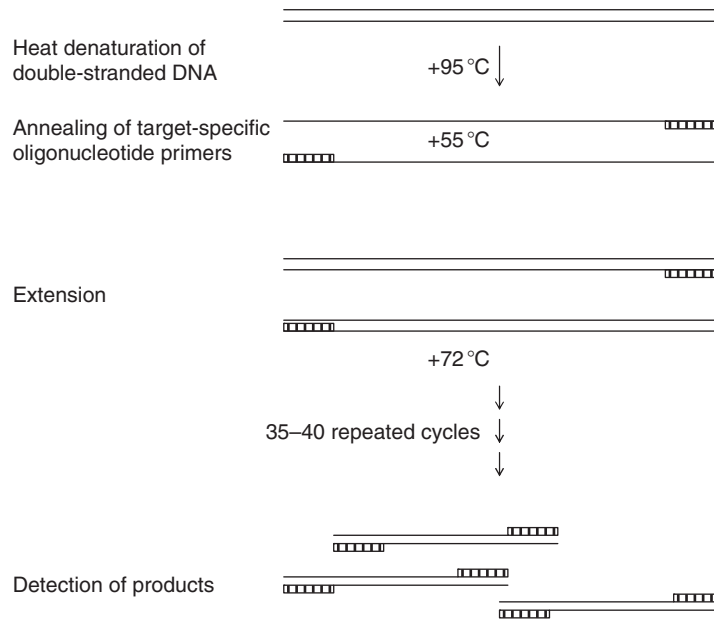 Heat denaturation of
double-stranded DNA
+95 °C
Annealing of target-specific
oligonucleotide primers
+55 °C
Extension
+72 °C
35–40 repeated cycles
Detection of products